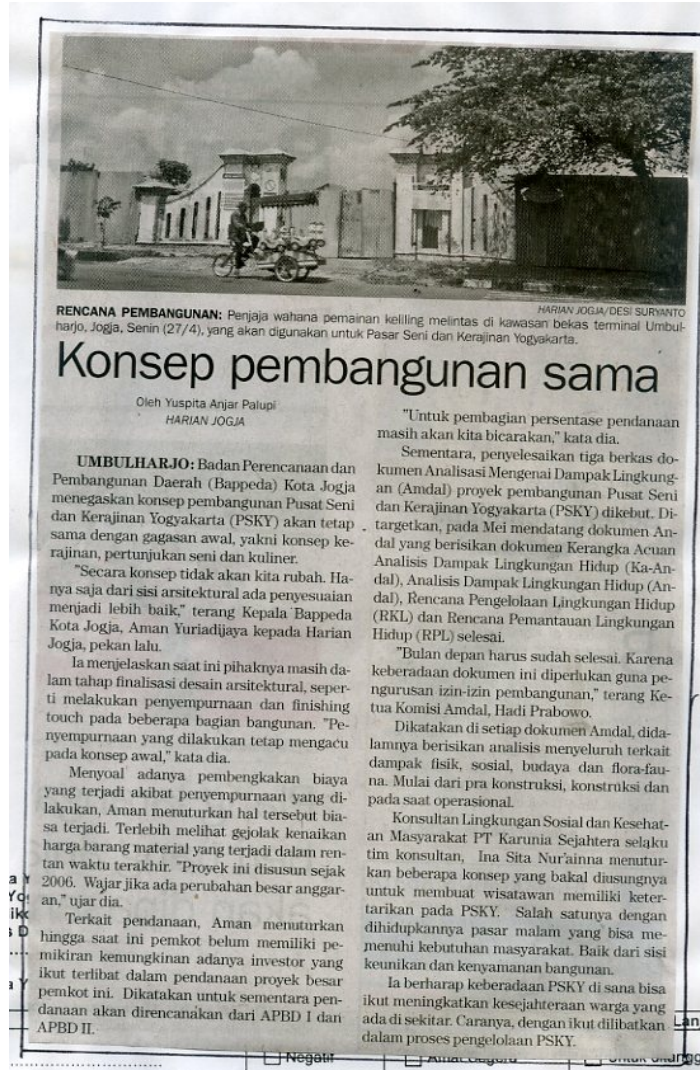 HARIAN JOGJA/DESI SURYANTO
RENCANA PEMBANGUNAN: Penjaja wahana pemainan keliling melintas di kawasan bekas terminal Umbul-
harjo, Jogja, Senin (27/4), yang akan digunakan untuk Pasar Seni dan Kerajinan Yogyakarta.
Konsep pembangunan sama
Oleh Yuspita Anjar Palupi
HARIAN JOGJA
UMBULHARJO: Badan Perencanaan dan
Pembangunan Daerah (Bappeda) Kota Jogja
menegaskan konsep pembangunan Pusat Seni
dan Kerajinan Yogyakarta (PSKY) akan tetap
sama dengan gagasan awal, yakni konsep ke-
rajinan, pertunjukan seni dan kuliner.
"Secara konsep tidak akan kita rubah. Ha-
nya saja dari sisi arsitektural ada penyesuaian
menjadi lebih baik," terang Kepala Bappeda
Kota Jogja, Aman Yuriadijaya kepada Harian
Jogja, pekan lalu.
Ia menjelaskan saat ini pihaknya masih da-
lam tahap finalisasi desain arsitektural, seper-
ti melakukan penyempurnaan dan finishing
touch pada beberapa bagian bangunan. "Pe-
nyempurnaan yang dilakukan tetap mengacu
pada konsep awal," kata dia.
Menyoal adanya pembengkakan biaya
yang terjadi akibat penyempurnaan yang di-
lakukan, Aman menuturkan hal tersebut bia-
sa terjadi. Terlebih melihat gejolak kenaikan
harga barang material yang terjadi dalam ren-
tan waktu terakhir. "Proyek ini disusun sejak
2006. Wajar jika ada perubahan besar anggar-
an," ujar dia.
Terkait pendanaan, Aman menuturkan
hingga saat ini pemkot belum memiliki pe-
mikiran kemungkinan adanya investor yang
ikut terlibat dalam pendanaan proyek besar
pemkot ini. Dikatakan untuk sementara pen-
danaan akan direncanakan dari APBD I dan
APBD II.
"Untuk pembagian persentase pendanaan
masih akan kita bicarakan," kata dia.
Sementara, penyelesaikan tiga berkas do-
kumen Analisasi Mengenai Dampak Lingkung-
an (Amdal) proyek pembangunan Pusat Seni
dan Kerajinan Yogyakarta (PSKY) dikebut. Di-
targetkan, pada Mei mendatang dokumen An-
dal yang berisikan dokumen Kerangka Acuan
Analisis Dampak Lingkungan Hidup (Ka-An-
dal), Analisis Dampak Lingkungan Hidup (An-
dal), Rencana Pengelolaan Lingkungan Hidup
(RKL) dan Rencana Pemantauan Lingkungan
Hidup (RPL) selesai.
"Bulan depan harus sudah selesai. Karena
keberadaan dokumen ini diperlukan guna pe-
ngurusan izin-izin pembangunan," terang Ke-
tua Komisi Amdal, Hadi Prabowo.
Dikatakan di setiap dokumen Amdal, dida-
lamnya berisikan analisis menyeluruh terkait
dampak fisik, sosial, budaya dan flora-fau-
na. Mulai dari pra konstruksi, konstruksi dan
pada saat operasional.
Konsultan Lingkungan Sosial dan Kesehat-
an Masyarakat PT Karunia Sejahtera selaku
tim konsultan, Ina Sita Nur'ainna menutur-
kan beberapa konsep yang bakal diusungnya
untuk membuat wisatawan memiliki keter-
tarikan pada PSKY. Salah satunya dengan
dihidupkannya pasar malam yang bisa me-
menuhi kebutuhan masyarakat. Baik dari sisi
keunikan dan kenyamanan bangunan.
Ia berharap keberadaan PSKY di sana bisa
ikut meningkatkan kesejahteraan warga yang
ada di sekitar. Caranya, dengan ikut dilibatkan
dalam proses pengelolaan PSKY.
Lan
Negatif